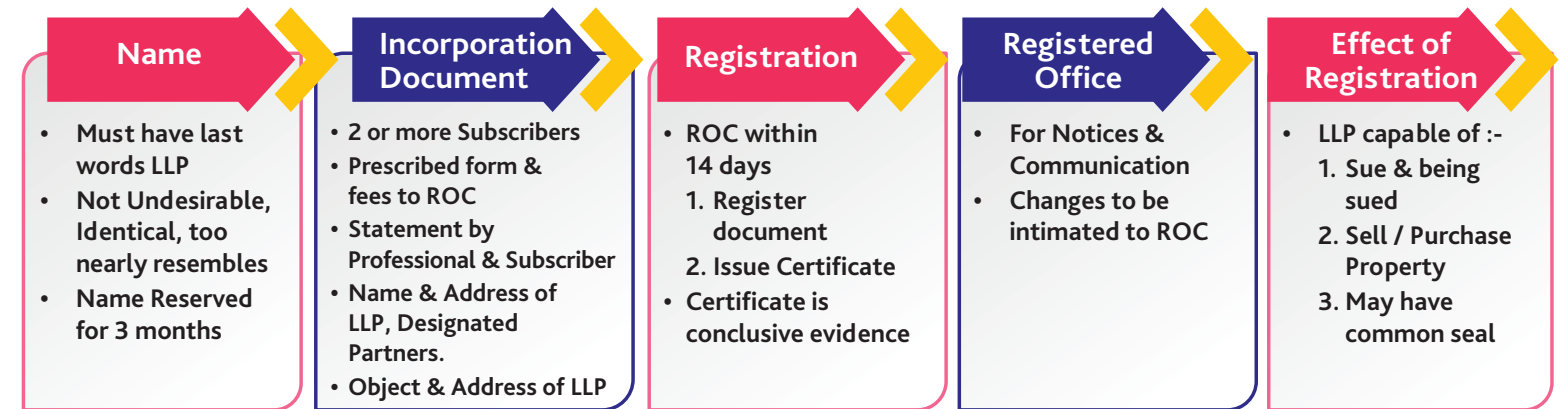 Name
• Must have last
words LLP
• Not Undesirable,
Identical, too
nearly resembles
• Name Reserved
for 3 months
Incorporation
Document
• 2 or more Subscribers
• Prescribed form &
fees to ROC
• Statement by
Professional & Subscriber
• Name & Address of
LLP, Designated
Partners.
• Object & Address of LLP
Registration
• ROC within
14 days
1. Register
document
2. Issue Certificate
• Certificate is
conclusive evidence
Registered
Office
• For Notices &
Communication
• Changes to be
intimated to ROC
Effect of
Registration
• LLP capable of :-
1. Sue & being
sued
2. Sell / Purchase
Property
3. May have
common seal